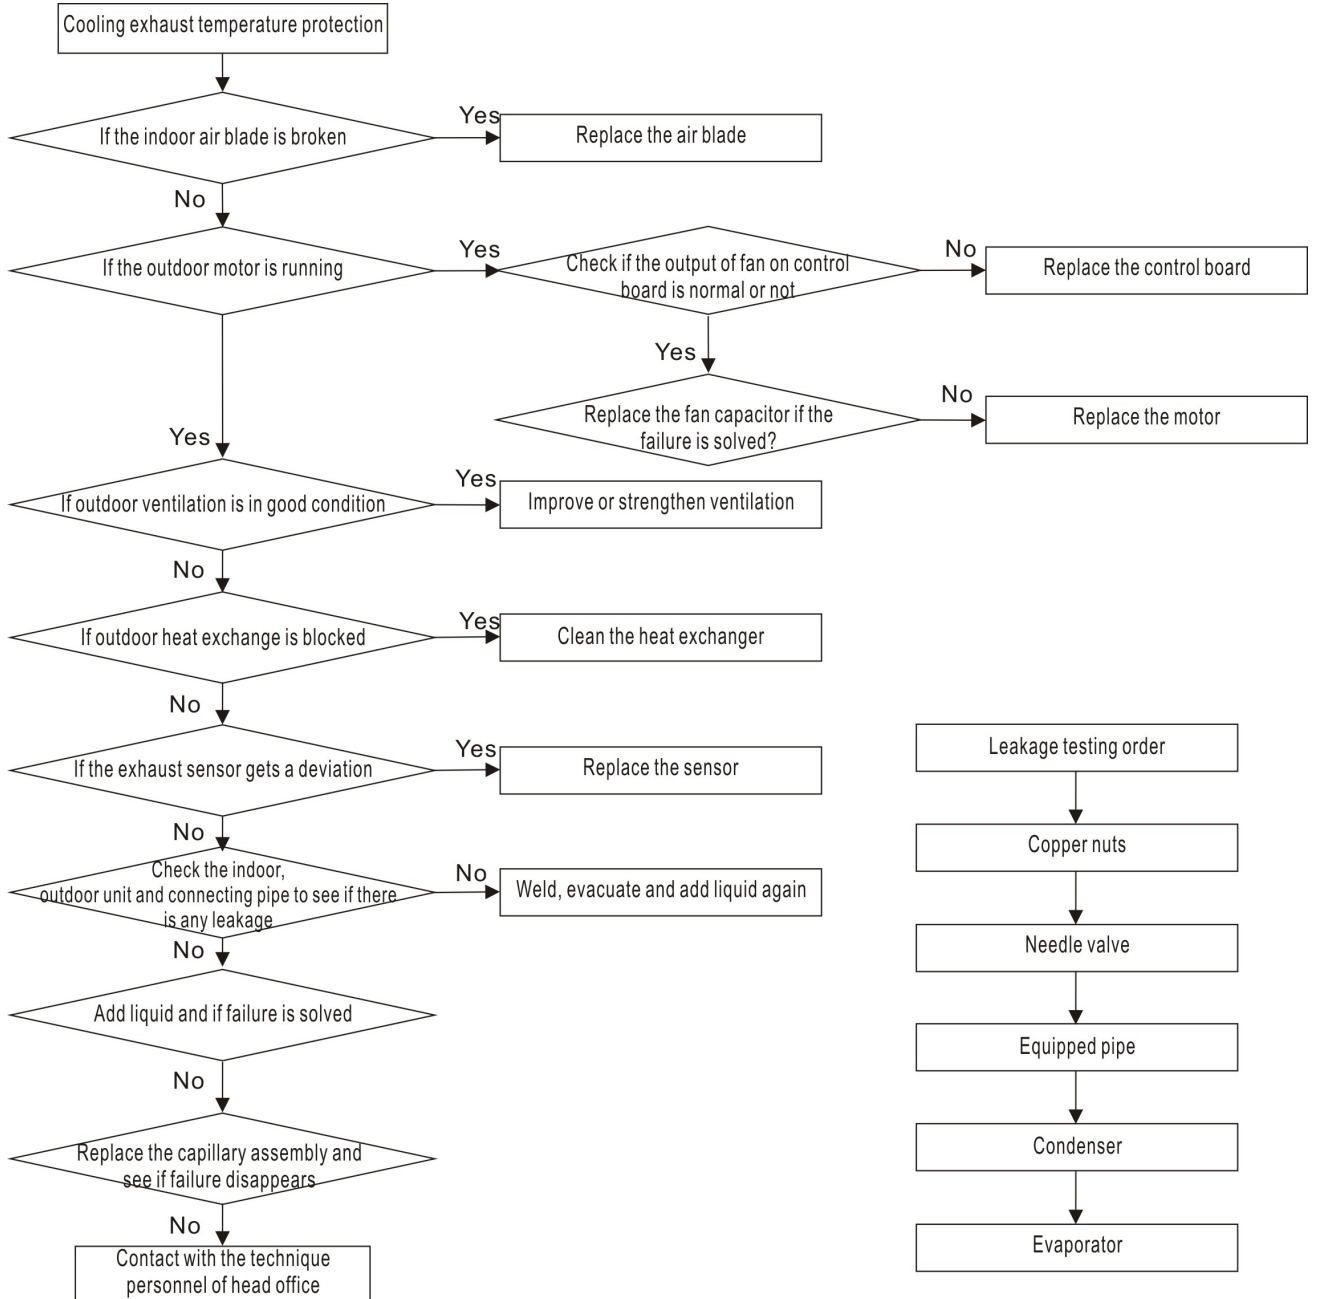 Cooling exhaust temperature protection
If the indoor air blade is broken
Yes
Replace the air blade
No
If the outdoor motor is running
Yes
Check if the output of fan on control
board is normal or not
No
Replace the control board
Yes
Replace the fan capacitor if the
failure is solved?
No
Replace the motor
Yes
If outdoor ventilation is in good condition
Yes
Improve or strengthen ventilation
No
If outdoor heat exchange is blocked
Yes
Clean the heat exchanger
No
If the exhaust sensor gets a deviation
Yes
Replace the sensor
No
Check the indoor,
outdoor unit and connecting pipe to see if there
is any leakage
No
Weld, evacuate and add liquid again
No
Add liquid and if failure is solved
No
Replace the capillary assembly and
see if failure disappears
No
Contact with the technique
personnel of head office
Leakage testing order
Copper nuts
Needle valve
Equipped pipe
Condenser
Evaporator